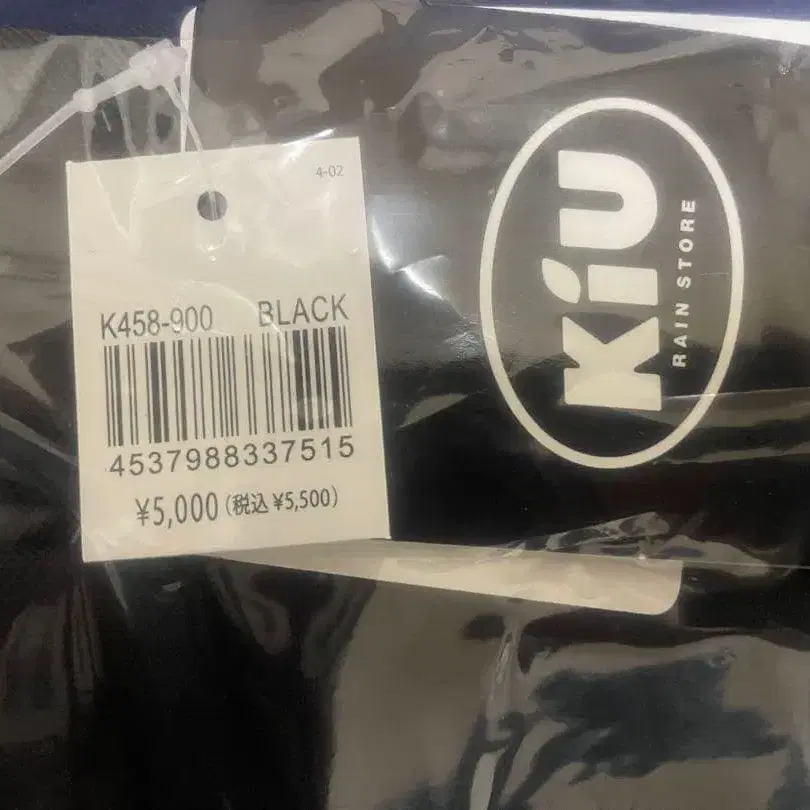 4-02
K458-900 BLACK
4537988337515
¥5,000(税込¥5,500)
KiU
RAIN STORE